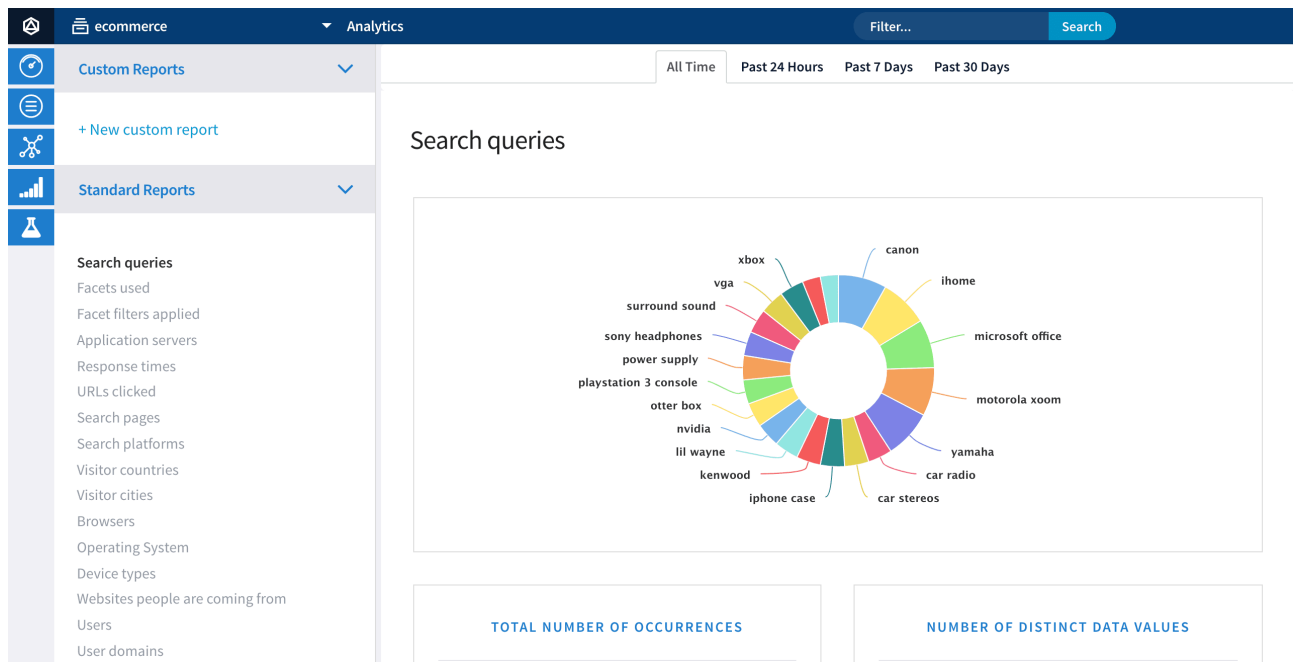 ecommerce
Analytics
Filter...
Search
Custom Reports
+ New custom report
Standard Reports
Search queries
Facets used
Facet filters applied
Application servers
Response times
URLs clicked
Search pages
Search platforms
Visitor countries
Visitor cities
Browsers
Operating System
Device types
Websites people are coming from
Users
User domains
All Time
Past 24 Hours
Past 7 Days
Past 30 Days
Search queries
canon
ihome
microsoft office
motorola xoom
yamaha
car radio
car stereos
iphone case
kenwood
lil wayne
nvidia
otter box
playstation 3 console
power supply
sony headphones
surround sound
vga
xbox
TOTAL NUMBER OF OCCURRENCES
NUMBER OF DISTINCT DATA VALUES